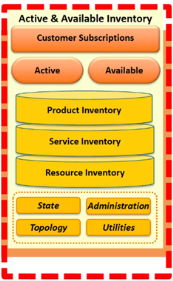 Active & Available Inventory
Customer Subscriptions
Active Available
Product Inventory
Service Inventory
Resource Inventory
State Administration
Topology Utilities